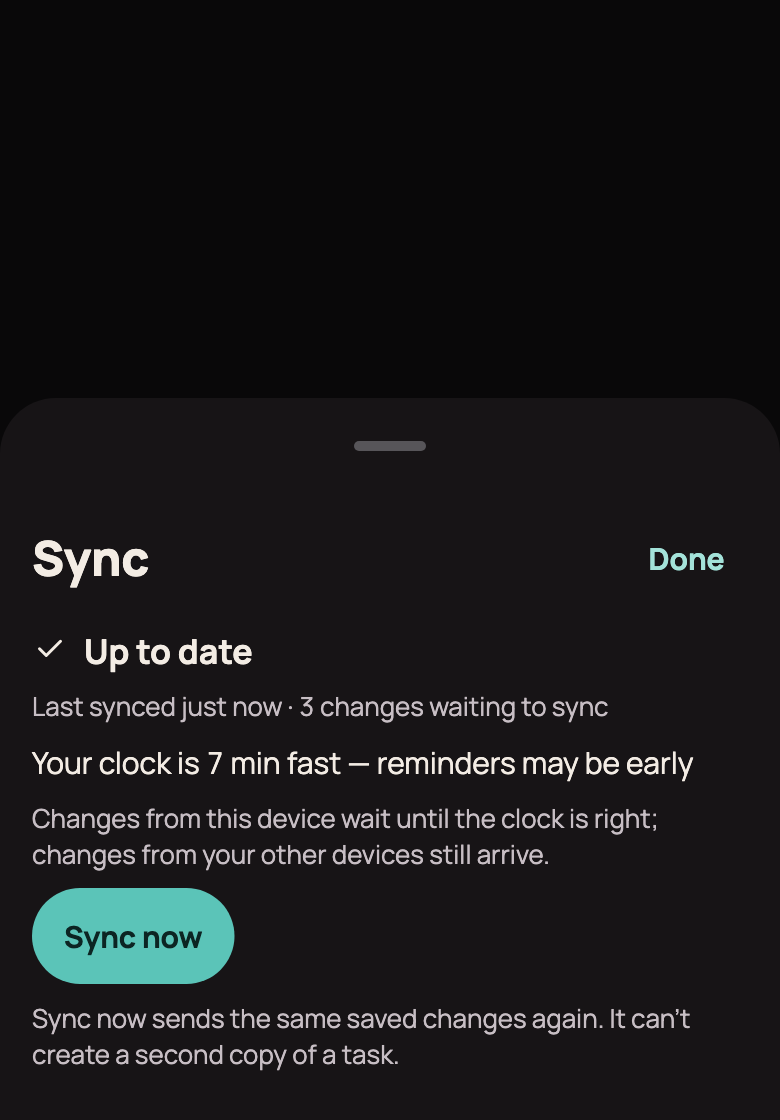 Sync
Done
Up to date
Last synced just now · 3 changes waiting to sync
Your clock is 7 min fast — reminders may be early
Changes from this device wait until the clock is right;
changes from your other devices still arrive.
Sync now
Sync now sends the same saved changes again. It can’t
create a second copy of a task.